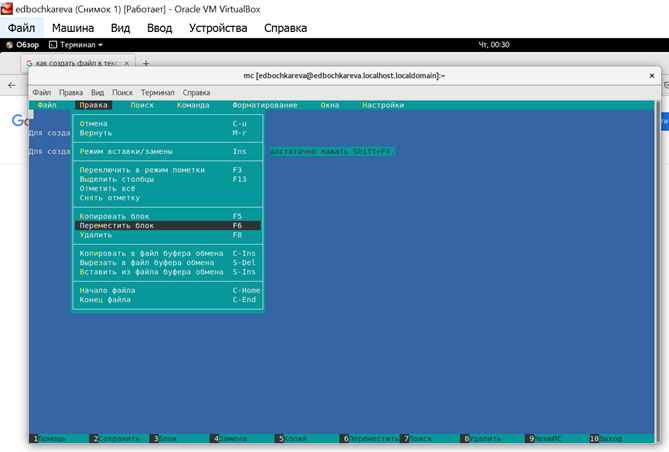 edbochkareva (Снимок 1) [Работает] - Oracle VM VirtualBox
Файл Машина Вид Ввод Устройства Справка
Обзор Терминал Чт, 00:30
как создать файл в текст
mc [edbochkareva@edbochkareva.localhost.localdomain]:~
Файл Правка Вид Поиск Терминал Справка
Файл Правка Поиск Команда Форматирование Окна Настройки
Отмена C-u
Для созда Вернуть M-r
Для созда Режим вставки/замены Ins достаточно нажать Shift+F4.
Переключить в режим пометки F3
Выделить столбцы F13
Отметить всё
Снять отметку
Копировать блок F5
Переместить блок F6
Удалить F8
Копировать в файл буфера обмена C-Ins
Вырезать в файл буфера обмена S-Del
Вставить из файла буфера обмена S-Ins
Начало файла C-Home
Конец файла C-End
1Помощь 2Сохранить 3Блок 4Замена 5Копия 6Переместить 7Поиск 8Удалить 9МенюMC 10Выход